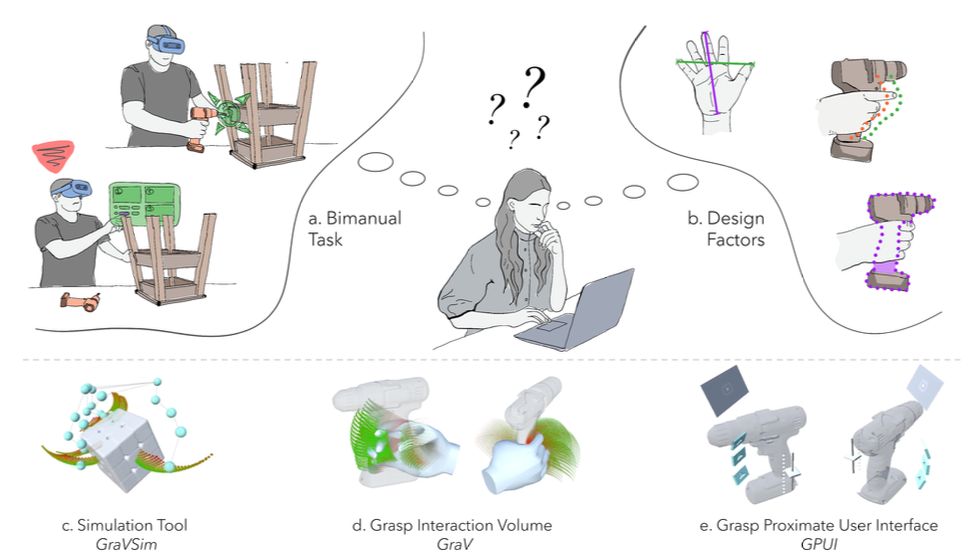 ? ? ? ?
a. Bimanual
Task
b. Design
Factors
c. Simulation Tool
GraVSim
d. Grasp Interaction Volume
GraV
e. Grasp Proximate User Interface
GPUI